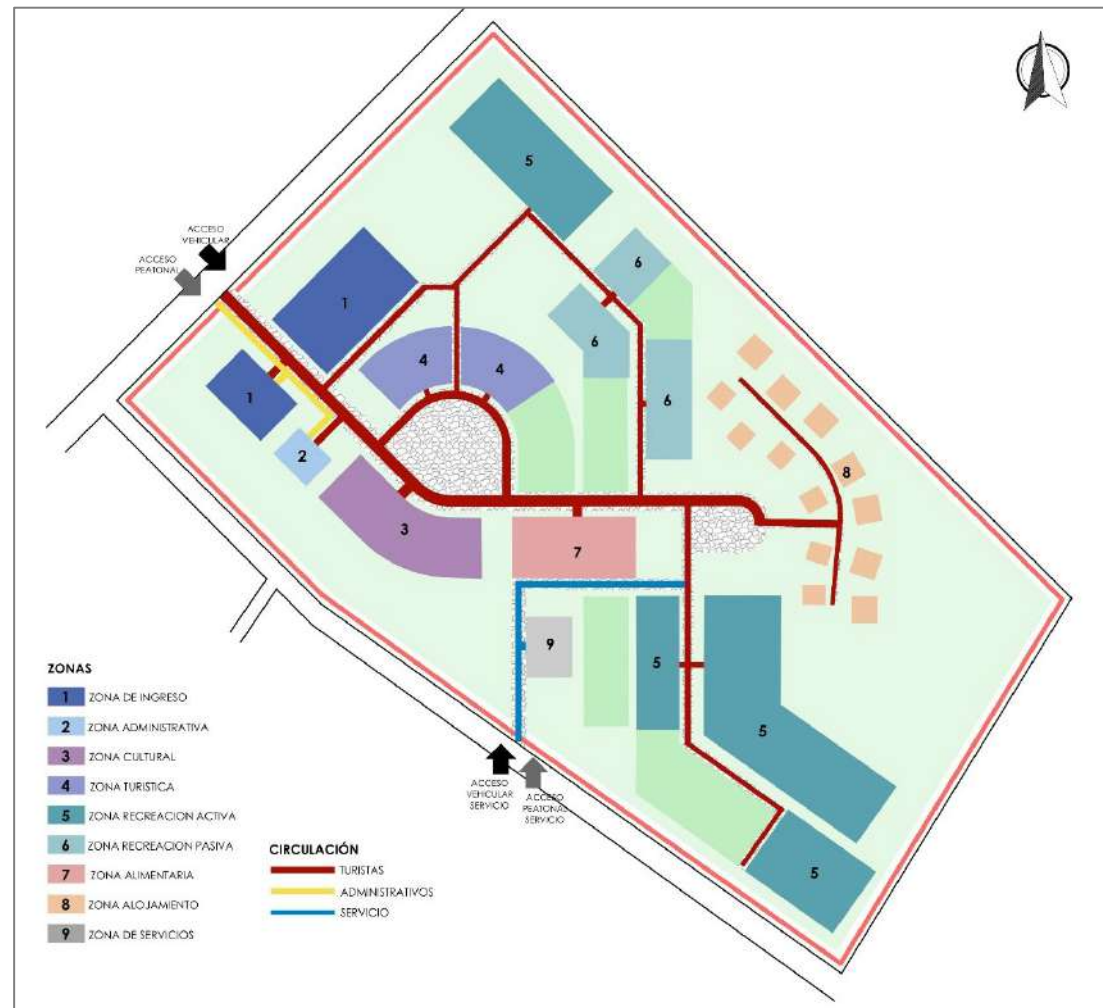 5
ACCESO
VEHICULAR
ACCESO
PEATONAL
6
1
6
4
4
6
1
8
2
3
7
9
5
5
5
ACCESO
VEHICULAR
SERVICIO
ACCESO
PEATONAL
SERVICIO
ZONAS
1 ZONA DE INGRESO
2 ZONA ADMINISTRATIVA
3 ZONA CULTURAL
4 ZONA TURISTICA
5 ZONA RECREACION ACTIVA
6 ZONA RECREACION PASIVA
7 ZONA ALIMENTARIA
8 ZONA ALOJAMIENTO
9 ZONA DE SERVICIOS
CIRCULACIÓN
TURISTAS
ADMINISTRATIVOS
SERVICIO